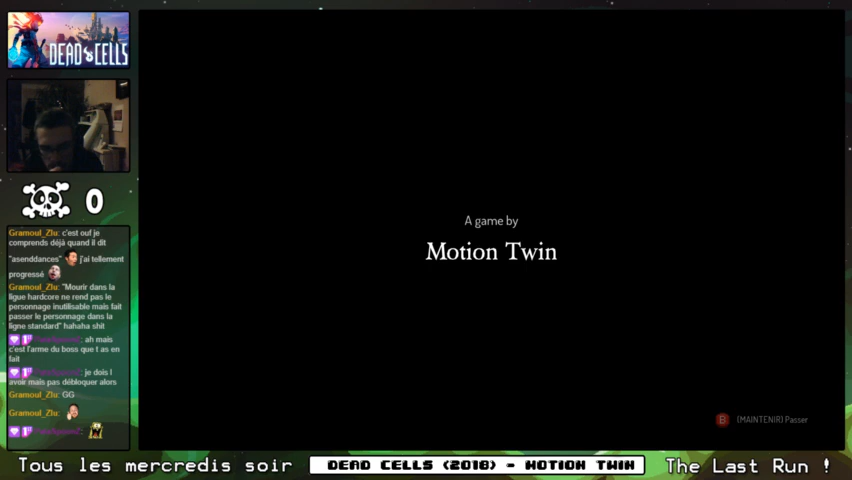 DEAD CELLS
A game by
Motion Twin
0
Gramoul_Zlu: c'est ouf je
comprends déjà quand il dit
"asenddances" j'ai tellement
progressé
Gramoul_Zlu: "Mourir dans la
ligue hardcore ne rend pas le
personnage inutilisable mais fait
passer le personnage dans la
ligne standard" hahaha shit
: ah mais
c'est l'arme du boss que t as en
fait
: je dois l
avoir mais pas débloquer alors
Gramoul_Zlu: GG
Gramoul_Zlu:
B (MAINTENIR) Passer
Tous les mercredis soir
DEAD CELLS (2018) - MOTION TWIN
The Last Run !